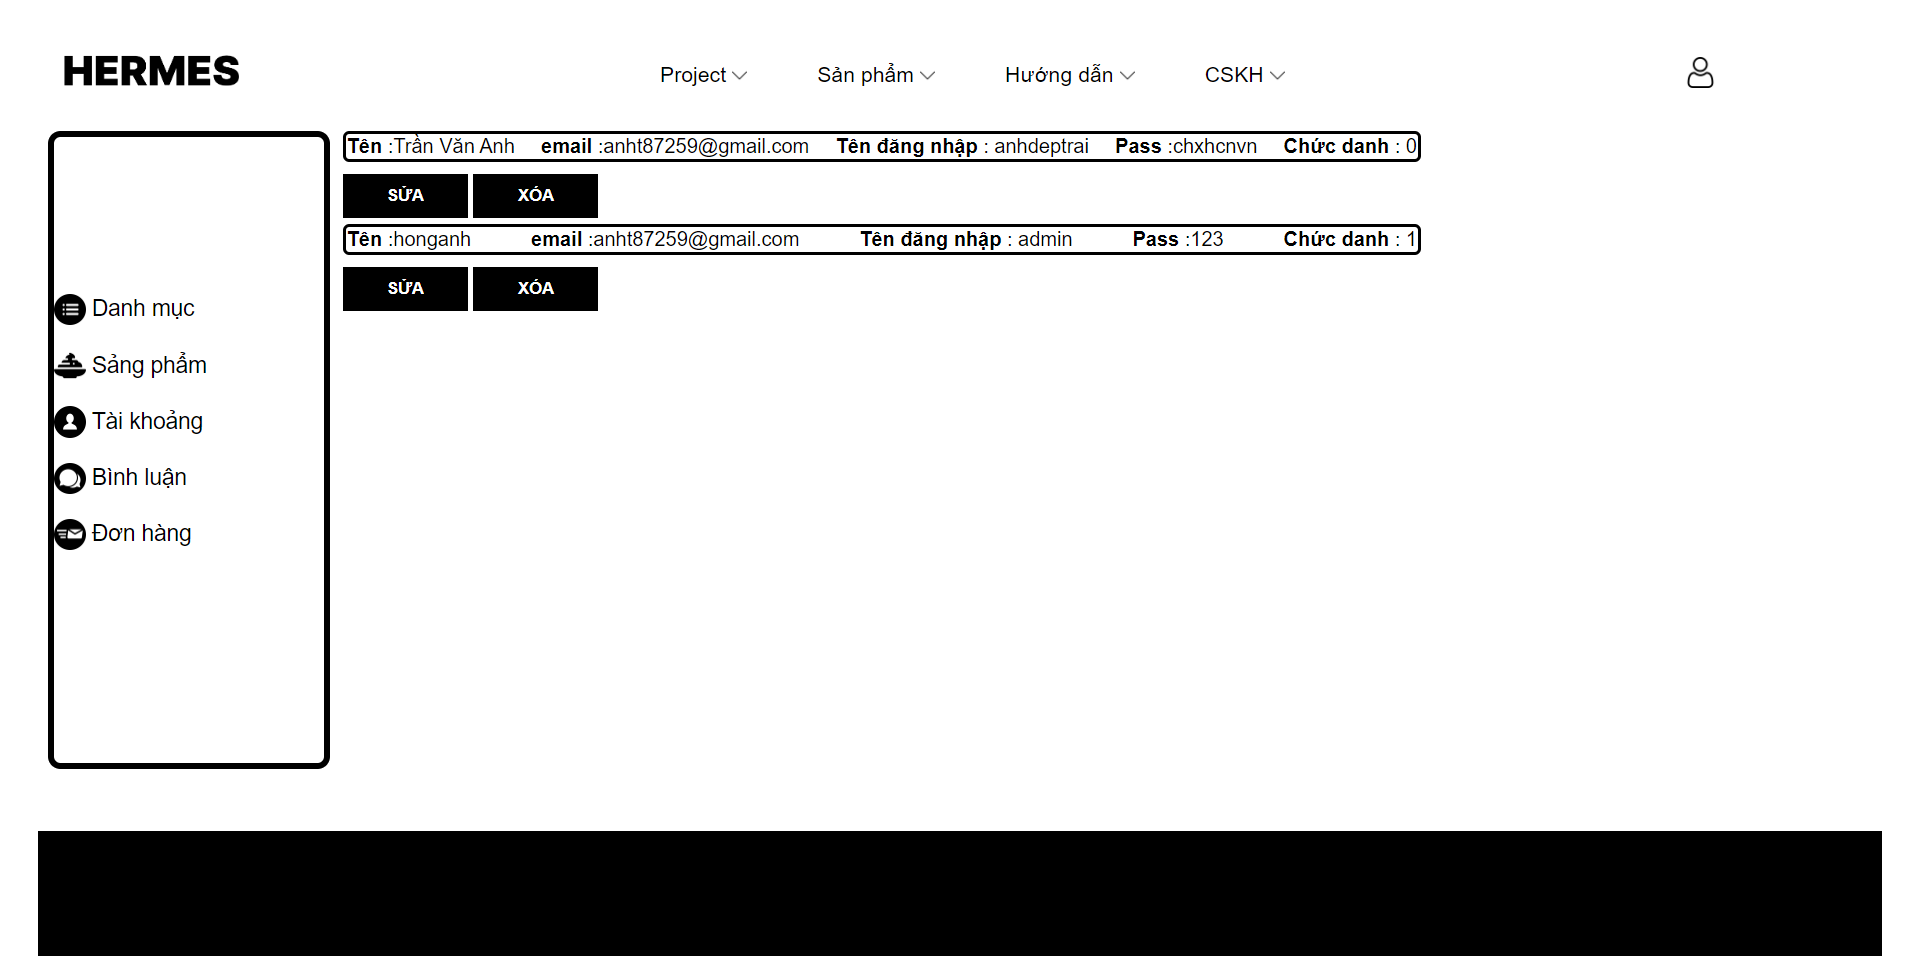 HERMES
Project Sản phẩm Hướng dẫn CSKH
Tên :Trần Văn Anh email :anht87259@gmail.com Tên đăng nhập : anhdeptrai Pass :chxhcnvn Chức danh : 0
SỬA XÓA
Tên :honganh email :anht87259@gmail.com Tên đăng nhập : admin Pass :123 Chức danh : 1
SỬA XÓA
Danh mục
Sảng phẩm
Tài khoảng
Bình luận
Đơn hàng